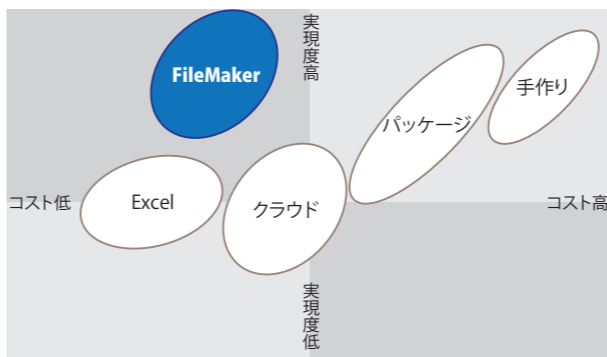 実現度高
FileMaker
手作り
パッケージ
コスト低
Excel
クラウド
コスト高
実現度低